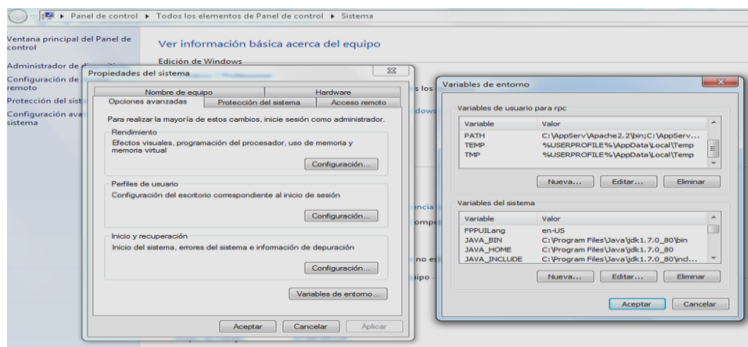 Panel de control ▸ Todos los elementos de Panel de control ▸ Sistema
Ventana principal del Panel de
control
Administrador de
Configuración de
remoto
Protección del sist
Configuración ava
sistema
Ver información básica acerca del equipo
Edición de Windows
Propiedades del sistema
Nombre de equipo
Hardware
Opciones avanzadas
Protección del sistema
Acceso remoto
Para realizar la mayoría de estos cambios, inicie sesión como administrador.
Rendimiento
Efectos visuales, programación del procesador, uso de memoria y
memoria virtual
Configuración...
Perfiles de usuario
Configuración del escritorio correspondiente al inicio de sesión
Configuración...
Inicio y recuperación
Inicio del sistema, errores del sistema e información de depuración
Configuración...
Variables de entorno...
Aceptar
Cancelar
Aplicar
s los
dows
encia
no es
ipo
Variables de entorno
Variables de usuario para rpc
Variable Valor
PATH C:\AppServ\Apache2.2\bin;C:\AppServ...
TEMP %USERPROFILE%\AppData\Local\Temp
TMP %USERPROFILE%\AppData\Local\Temp
Nueva... Editar... Eliminar
Variables del sistema
Variable Valor
FPPUILang en-US
JAVA_BIN C:\Program Files\Java\jdk1.7.0_80\bin
JAVA_HOME C:\Program Files\Java\jdk1.7.0_80
JAVA_INCLUDE C:\Program Files\Java\jdk1.7.0_80\ind...
Nueva... Editar... Eliminar
Aceptar Cancelar